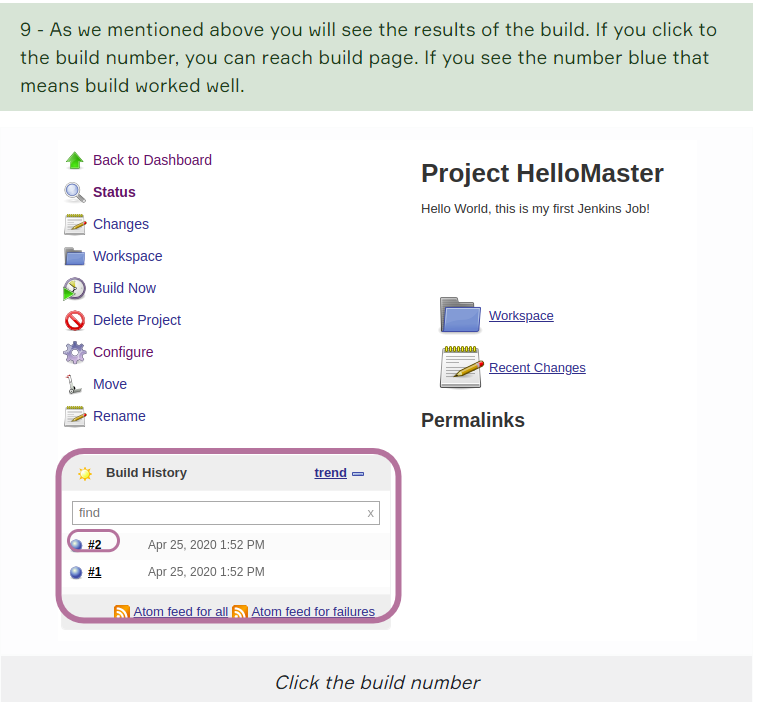 9 - As we mentioned above you will see the results of the build. If you click to
the build number, you can reach build page. If you see the number blue that
means build worked well.
Back to Dashboard
Status
Changes
Workspace
Build Now
Delete Project
Configure
Move
Rename
Project HelloMaster
Hello World, this is my first Jenkins Job!
Workspace
Recent Changes
Permalinks
Build History trend
find x
#2 Apr 25, 2020 1:52 PM
#1 Apr 25, 2020 1:52 PM
Atom feed for all Atom feed for failures
Click the build number